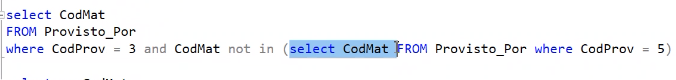 select CodMat
FROM Provisto_Por
where CodProv = 3 and CodMat not in (select CodMat FROM Provisto_Por where CodProv = 5)